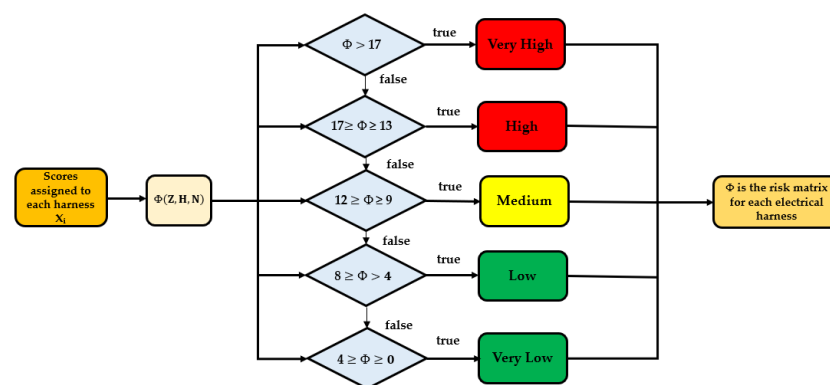 Φ > 17
true
Very High
false
17≥ Φ ≥ 13
true
High
false
Scores
assigned to
each harness
Xi
Φ(Z, H, N)
12 ≥ Φ ≥ 9
true
Medium
Φ is the risk matrix
for each electrical
harness
false
8 ≥ Φ > 4
true
Low
false
4 ≥ Φ ≥ 0
true
Very Low